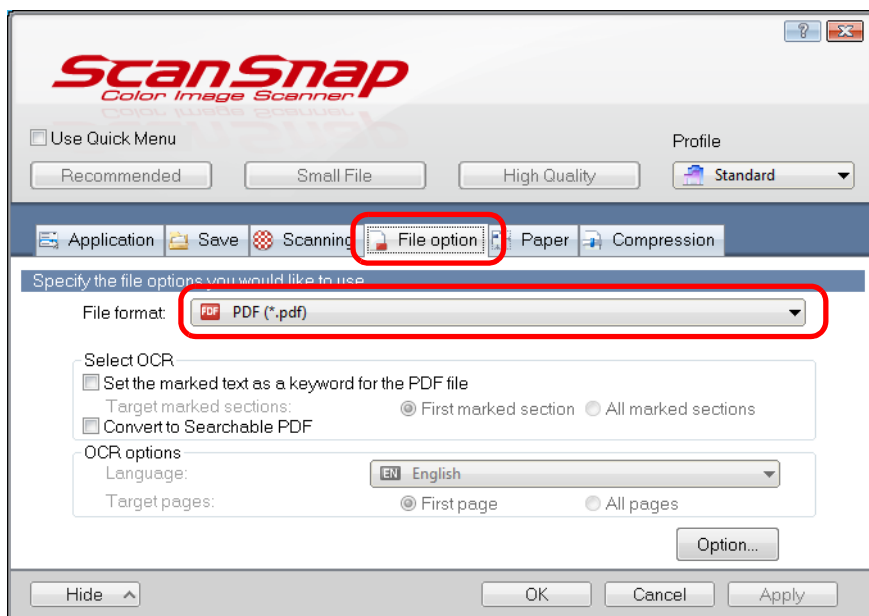 ScanSnap
Color Image Scanner
Use Quick Menu
Profile
Recommended Small File High Quality Standard
Application Save Scanning File option Paper Compression
Specify the file options you would like to use.
File format: PDF PDF (*.pdf)
Select OCR
Set the marked text as a keyword for the PDF file
Target marked sections: First marked section All marked sections
Convert to Searchable PDF
OCR options
Language: EN English
Target pages: First page All pages
Option...
Hide OK Cancel Apply